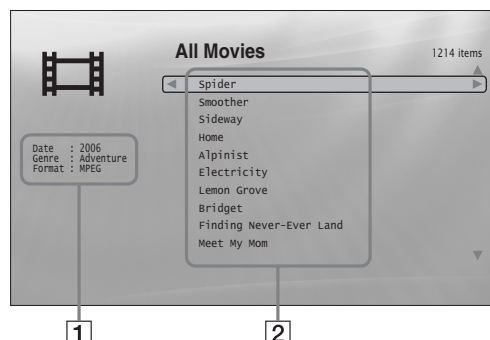 All Movies
1214 items
Spider
Smoother
Sideway
Home
Alpinist
Electricity
Lemon Grove
Bridget
Finding Never-Ever Land
Meet My Mom
Date : 2006
Genre : Adventure
Format : MPEG
1
2